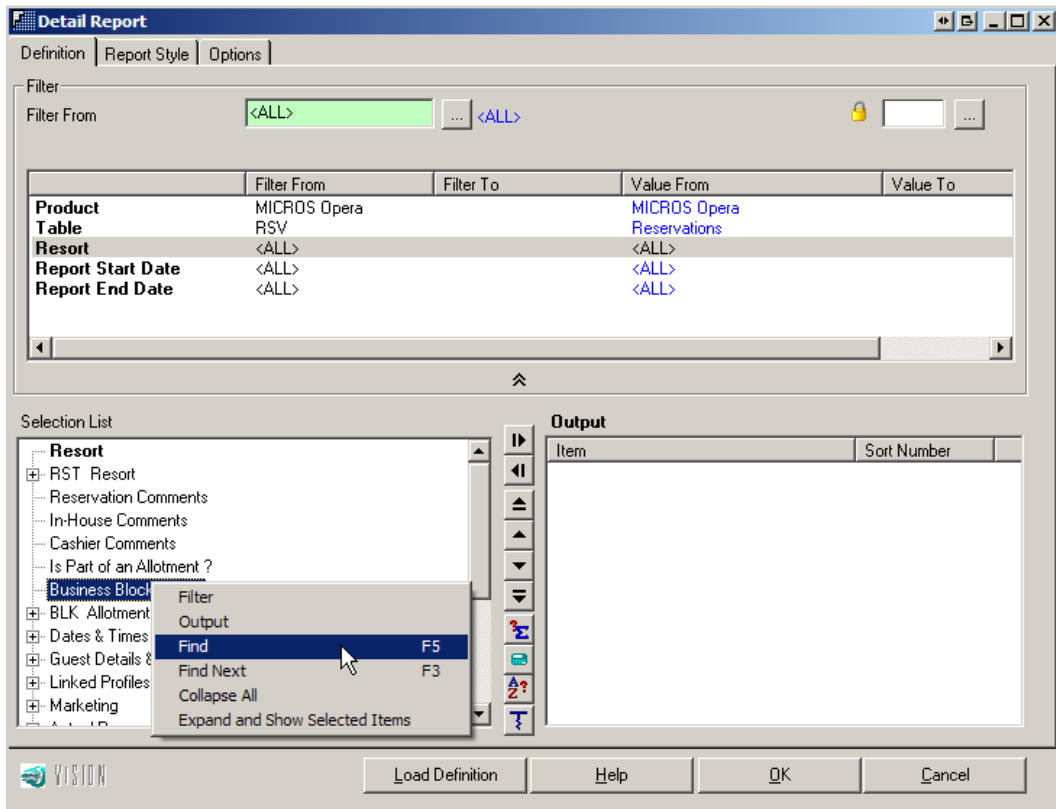 Detail Report
Definition Report Style Options
Filter
Filter From <ALL> ... <ALL> ...
Filter From Filter To Value From Value To
Product MICROS Opera MICROS Opera
Table RSV Reservations
Resort <ALL> <ALL>
Report Start Date <ALL> <ALL>
Report End Date <ALL> <ALL>
Selection List
Resort
RST Resort
Reservation Comments
In-House Comments
Cashier Comments
Is Part of an Allotment ?
Business Block
BLK Allotment
Dates & Times
Guest Details &
Linked Profiles
Marketing
Filter
Output
Find F5
Find Next F3
Collapse All
Expand and Show Selected Items
Output
Item Sort Number
VISION
Load Definition Help OK Cancel